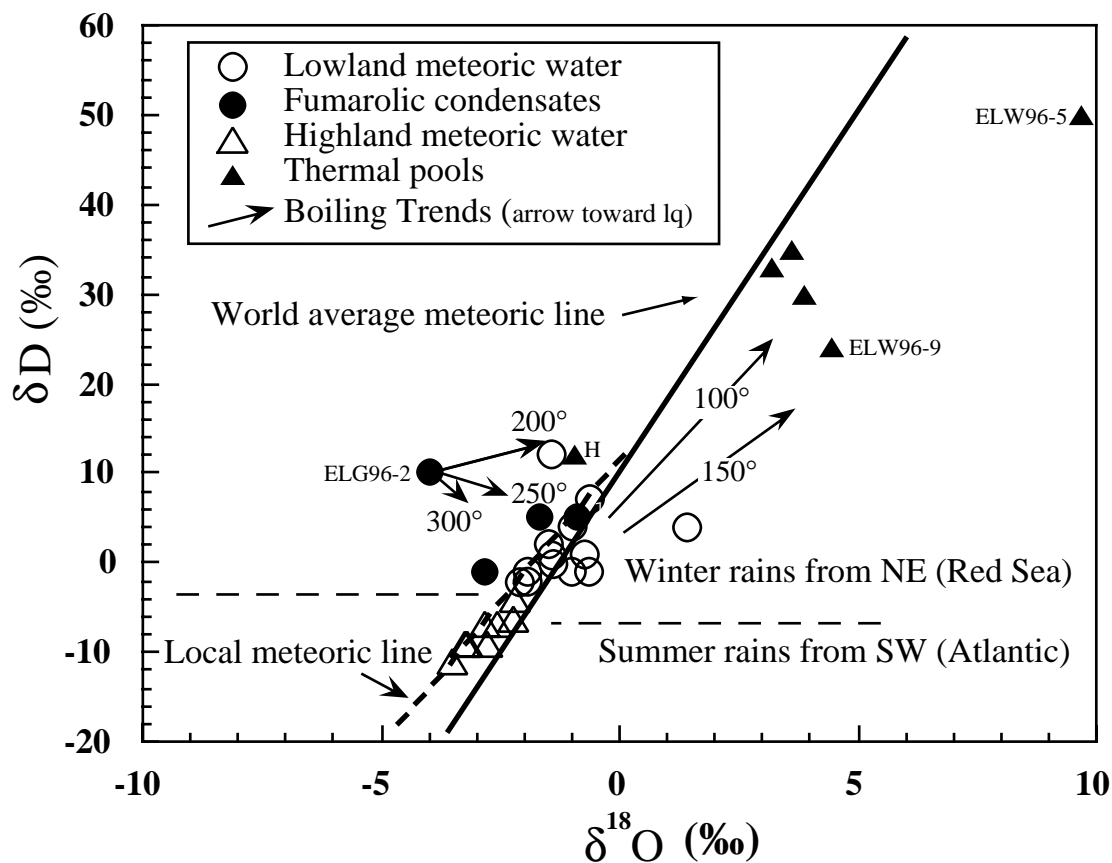 60
50
40
30
20
10
0
-10
-20
δD (‰)
Lowland meteoric water
Fumarolic condensates
Highland meteoric water
Thermal pools
Boiling Trends (arrow toward lq)
ELW96-5
World average meteoric line
ELW96-9
100°
150°
200°
H
ELG96-2
250°
300°
Winter rains from NE (Red Sea)
Local meteoric line
Summer rains from SW (Atlantic)
-10
-5
0
5
10
δ¹⁸O (‰)